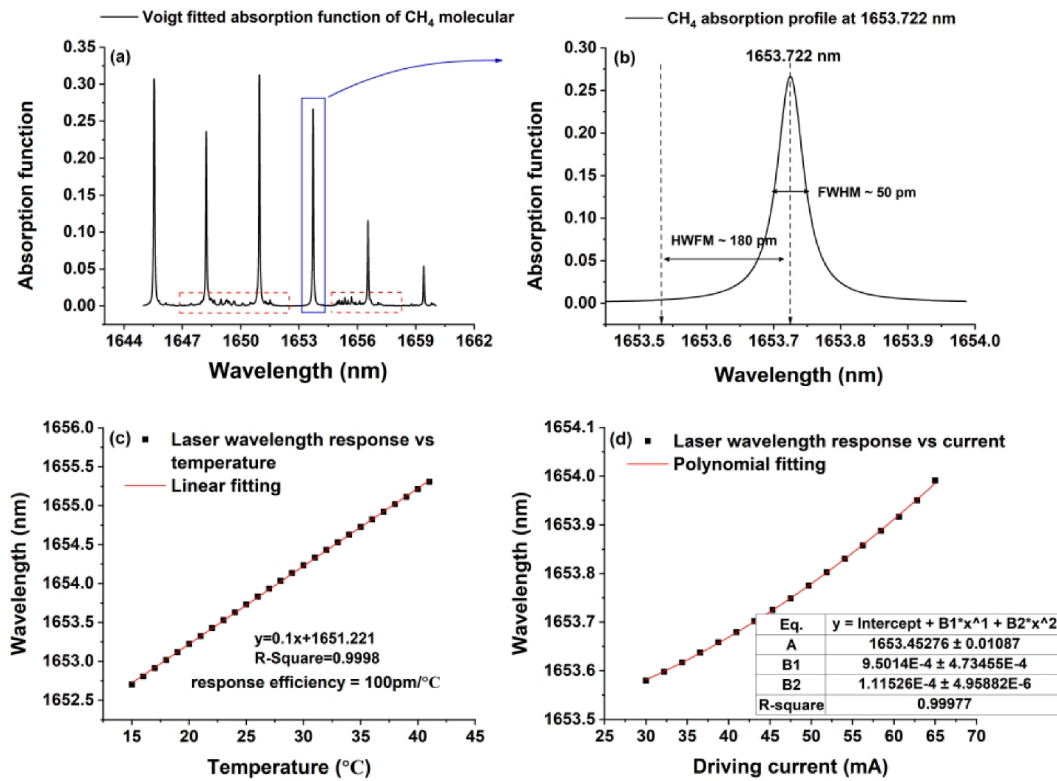 Voigt fitted absorption function of CH4 molecular
(a)
Absorption function
0.35
0.30
0.25
0.20
0.15
0.10
0.05
0.00
1644 1647 1650 1653 1656 1659 1662
Wavelength (nm)
CH4 absorption profile at 1653.722 nm
(b)
1653.722 nm
Absorption function
0.30
0.25
0.20
0.15
0.10
0.05
0.00
FWHM ~ 50 pm
HWFM ~ 180 pm
1653.5 1653.6 1653.7 1653.8 1653.9 1654.0
Wavelength (nm)
(c)
Laser wavelength response vs
temperature
Linear fitting
Wavelength (nm)
1656.0
1655.5
1655.0
1654.5
1654.0
1653.5
1653.0
1652.5
y=0.1x+1651.221
R-Square=0.9998
response efficiency = 100pm/°C
15 20 25 30 35 40 45
Temperature (°C)
(d)
Laser wavelength response vs current
Polynomial fitting
Wavelength (nm)
1654.1
1654.0
1653.9
1653.8
1653.7
1653.6
1653.5
Eq. y = Intercept + B1*x^1 + B2*x^2
A 1653.45276 ± 0.01087
B1 9.5014E-4 ± 4.73455E-4
B2 1.11526E-4 ± 4.95882E-6
R-square 0.99977
25 30 35 40 45 50 55 60 65 70
Driving current (mA)